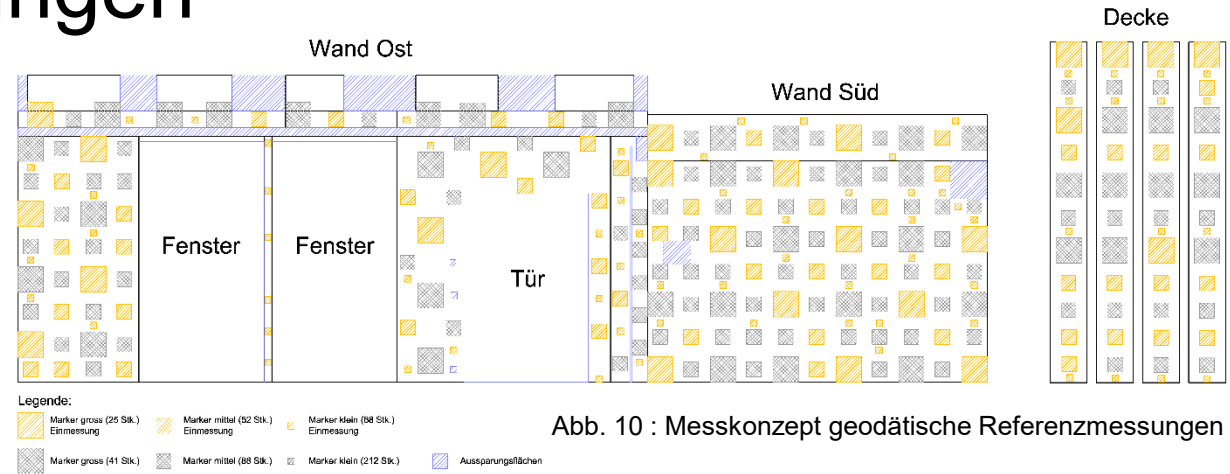 ngen
Decke
Wand Ost
Wand Süd
Fenster
Fenster
Tür
Legende:
Marker gross (25 Stk.)
Einmessung
Marker mittel (52 Stk.)
Einmessung
Marker klein (68 Stk.)
Einmessung
Abb. 10 : Messkonzept geodätische Referenzmessungen
Marker gross (41 Stk.)
Marker mittel (86 Stk.)
Marker klein (212 Stk.)
Aussparungsflächen